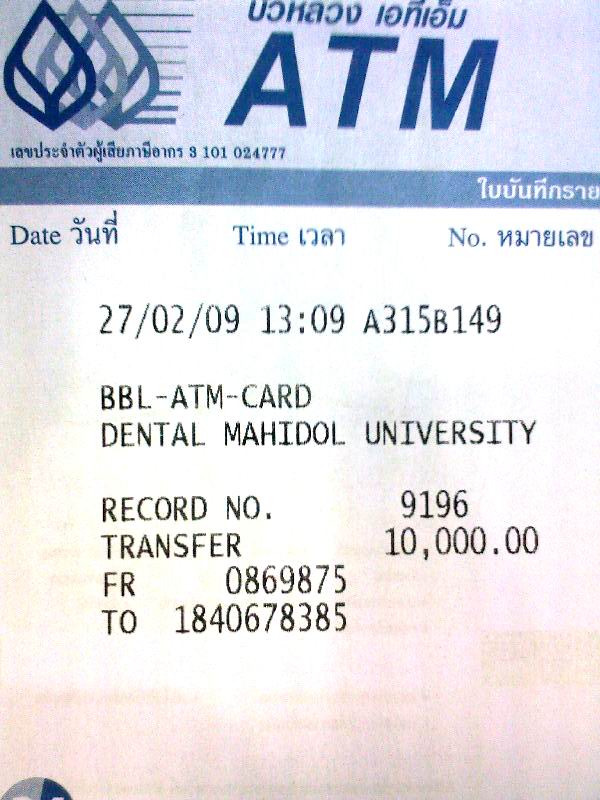 บัวหลวง เอทีเอ็ม
ATM
เลขประจำตัวผู้เสียภาษีอากร 3 101 024777
ใบบันทึกราย
Date วันที่ Time เวลา No. หมายเลข
27/02/09 13:09 A315B149
BBL-ATM-CARD
DENTAL MAHIDOL UNIVERSITY
RECORD NO. 9196
TRANSFER 10,000.00
FR 0869875
TO 1840678385